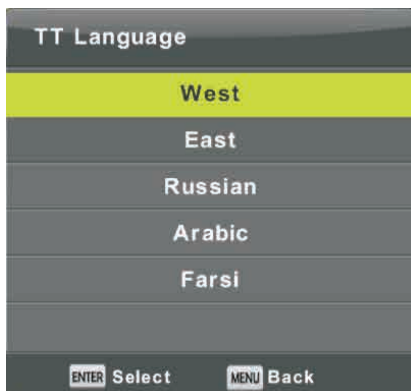 TT Language
West
East
Russian
Arabic
Farsi
ENTER Select MENU Back